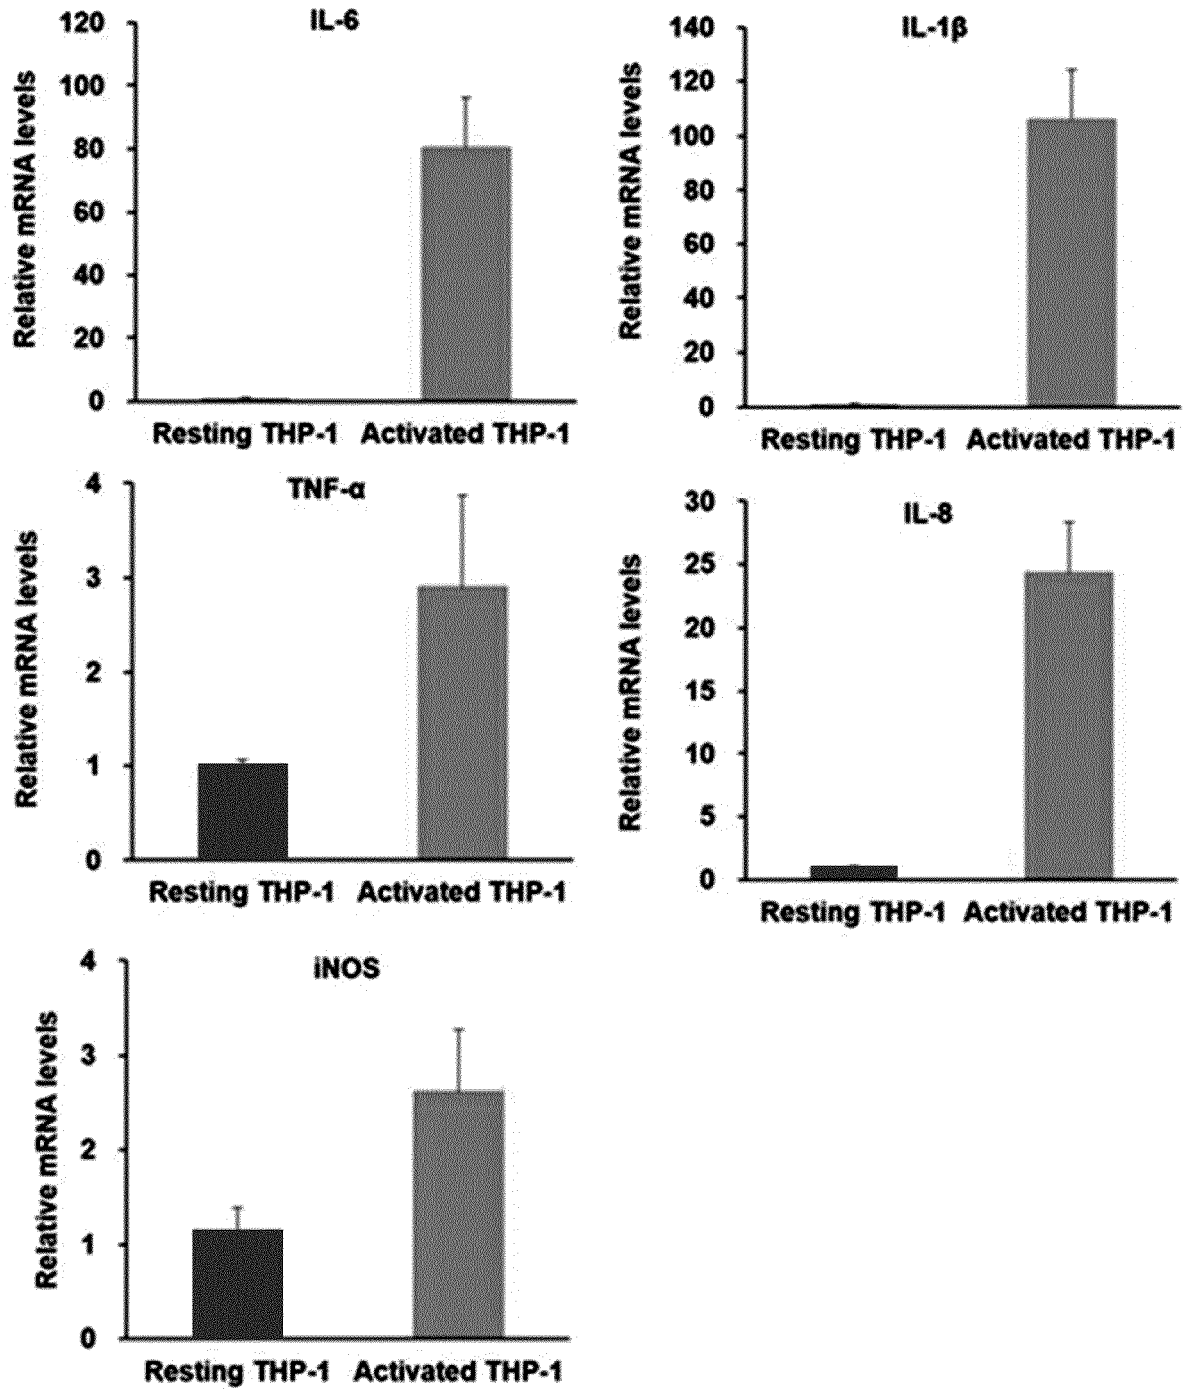 IL-6
Relative mRNA levels
120
100
80
60
40
20
0
Resting THP-1 Activated THP-1
IL-1β
Relative mRNA levels
140
120
100
80
60
40
20
0
Resting THP-1 Activated THP-1
TNF-α
Relative mRNA levels
4
3
2
1
0
Resting THP-1 Activated THP-1
IL-8
Relative mRNA levels
30
25
20
15
10
5
0
Resting THP-1 Activated THP-1
iNOS
Relative mRNA levels
4
3
2
1
0
Resting THP-1 Activated THP-1